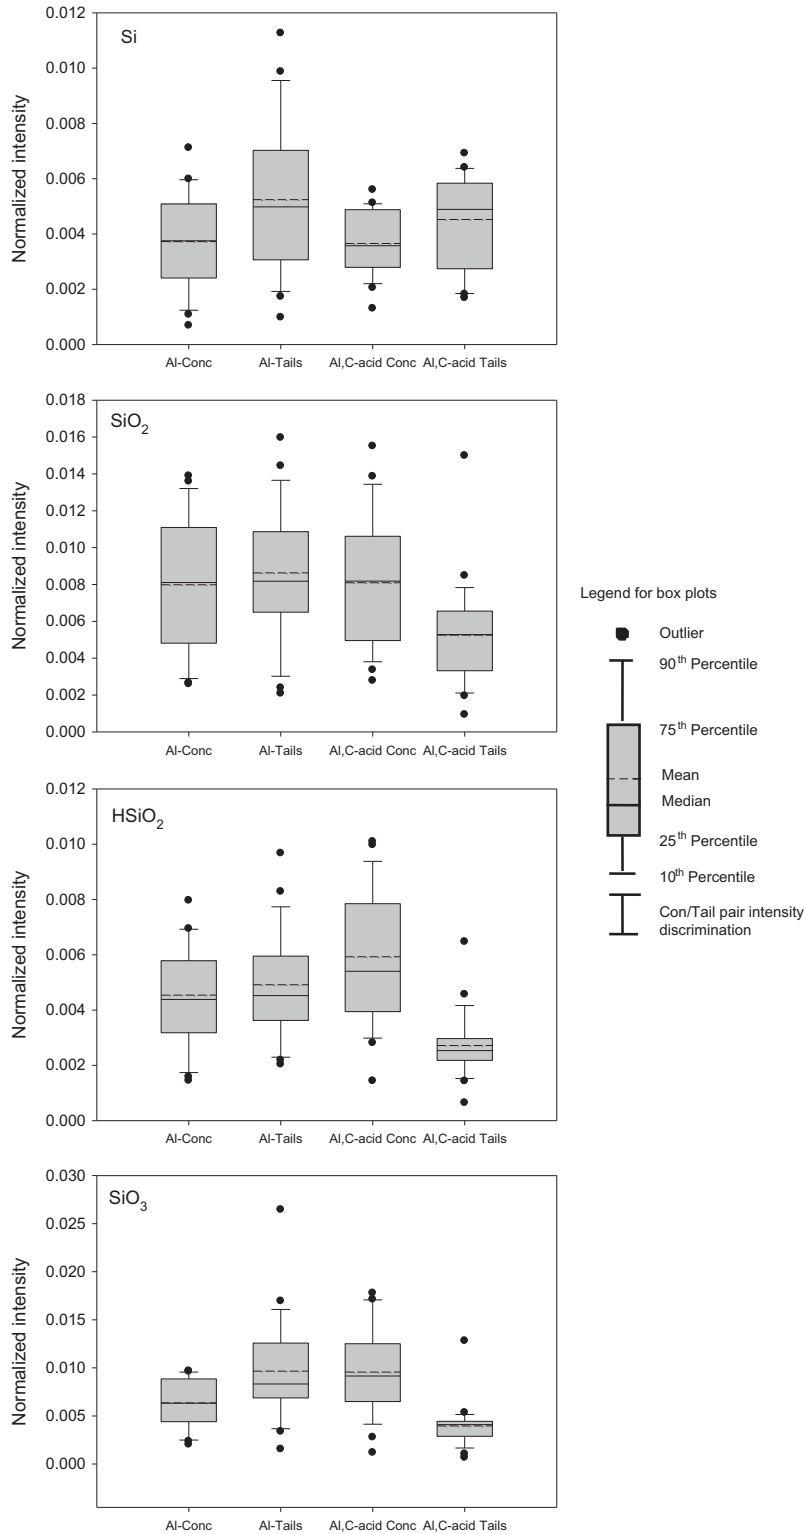 Si
Normalized intensity
0.012
0.010
0.008
0.006
0.004
0.002
0.000
Al-Conc Al-Tails Al,C-acid Conc Al,C-acid Tails
SiO2
Normalized intensity
0.018
0.016
0.014
0.012
0.010
0.008
0.006
0.004
0.002
0.000
Al-Conc Al-Tails Al,C-acid Conc Al,C-acid Tails
HSiO2
Normalized intensity
0.012
0.010
0.008
0.006
0.004
0.002
0.000
Al-Conc Al-Tails Al,C-acid Conc Al,C-acid Tails
SiO3
Normalized intensity
0.030
0.025
0.020
0.015
0.010
0.005
0.000
Al-Conc Al-Tails Al,C-acid Conc Al,C-acid Tails
Legend for box plots
Outlier
90th Percentile
75th Percentile
Mean
Median
25th Percentile
10th Percentile
Con/Tail pair intensity
discrimination